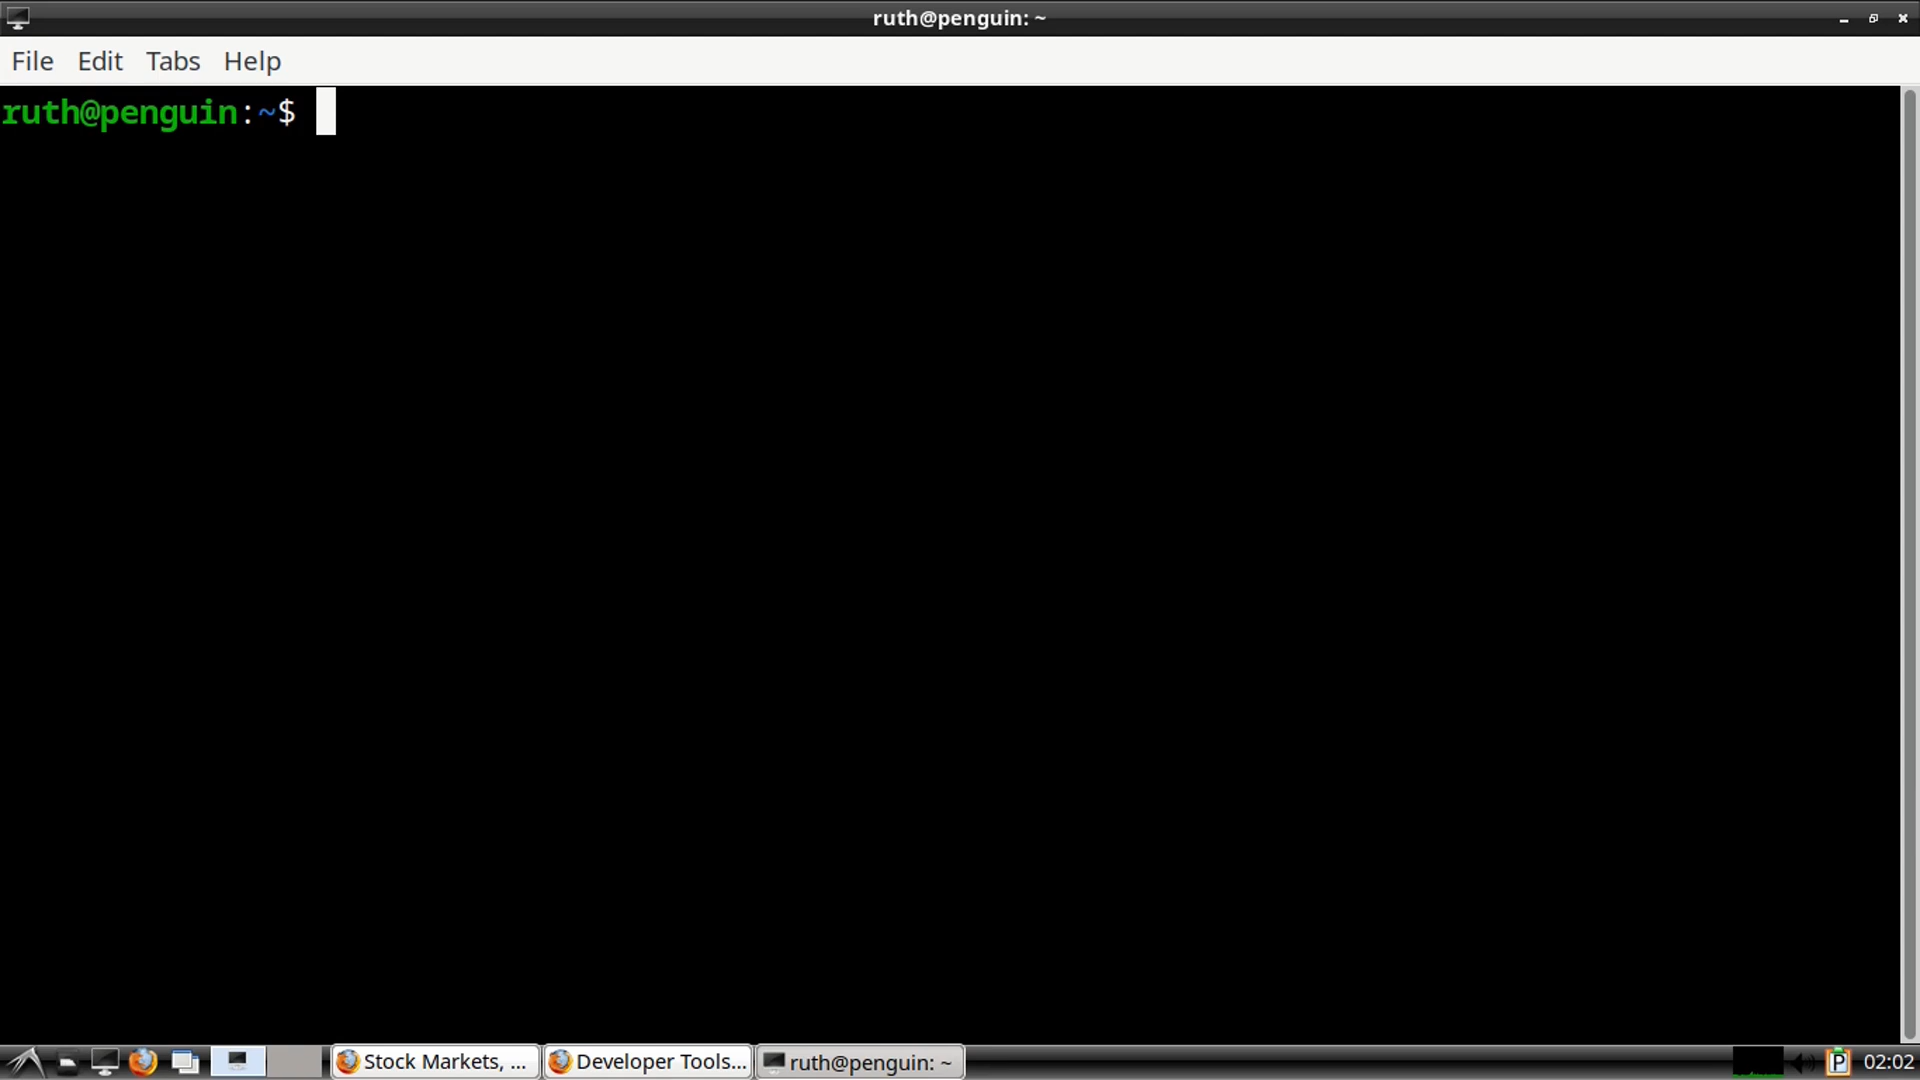 ruth@penguin: ~
File Edit Tabs Help
ruth@penguin:~$
Stock Markets, ... Developer Tools... ruth@penguin: ~ P 02:02